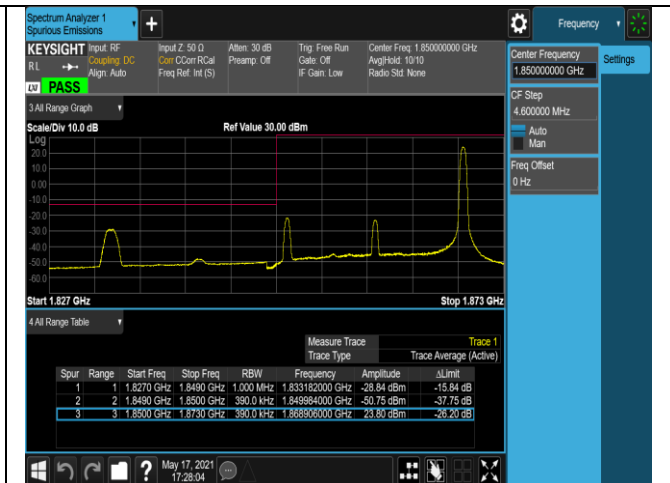 Spectrum Analyzer 1
Spurious Emissions
+
Frequency
KEYSIGHT
RL
Input: RF
Coupling: DC
Align: Auto
Input Z: 50 Ω
Corr CCorr RCal
Freq Ref: Int (S)
Atten: 30 dB
Preamp: Off
Trig: Free Run
Gate: Off
IF Gain: Low
Center Freq: 1.850000000 GHz
Avg|Hold: 10/10
Radio Std: None
LXI PASS
Center Frequency
1.850000000 GHz
Settings
CF Step
4.600000 MHz
Auto
Man
Freq Offset
0 Hz
3 All Range Graph
Scale/Div 10.0 dB Ref Value 30.00 dBm
Log
20.0
10.0
0.00
-10.0
-20.0
-30.0
-40.0
-50.0
-60.0
Start 1.827 GHz Stop 1.873 GHz
4 All Range Table
Measure Trace Trace 1
Trace Type Trace Average (Active)
Spur Range Start Freq Stop Freq RBW Frequency Amplitude ΔLimit
1 1 1.8270 GHz 1.8490 GHz 1.000 MHz 1.833182000 GHz -28.84 dBm -15.84 dB
2 2 1.8490 GHz 1.8500 GHz 390.0 kHz 1.849984000 GHz -50.75 dBm -37.75 dB
3 3 1.8500 GHz 1.8730 GHz 390.0 kHz 1.868906000 GHz 23.80 dBm -26.20 dB
?
May 17, 2021
17:28:04